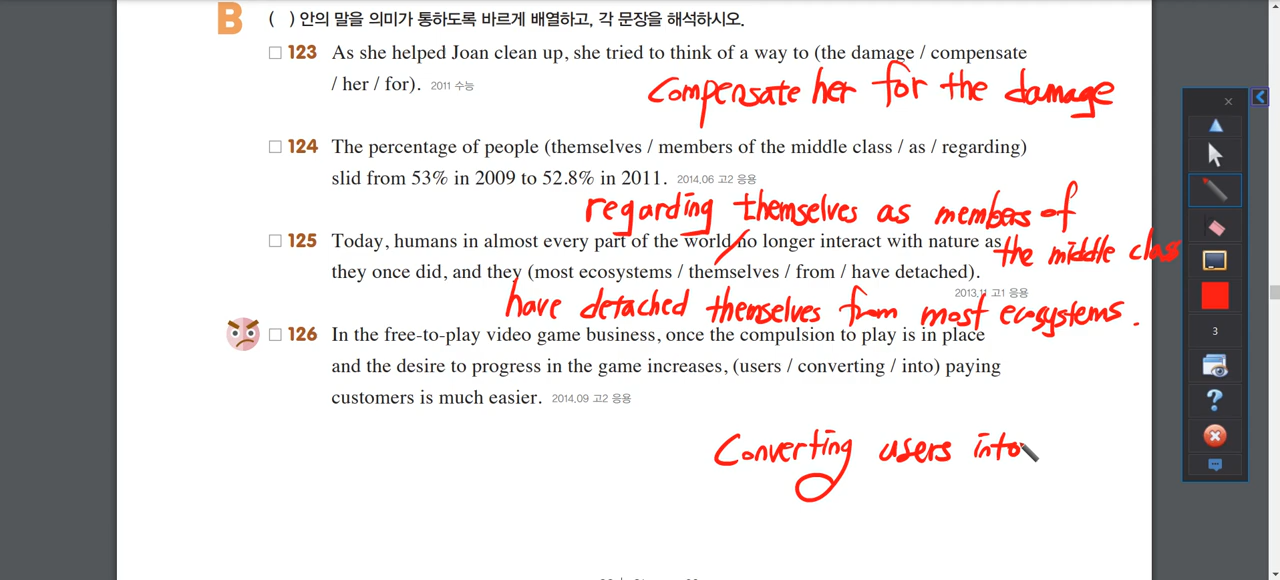 B ( ) 안의 말을 의미가 통하도록 바르게 배열하고, 각 문장을 해석하시오.
123 As she helped Joan clean up, she tried to think of a way to (the damage / compensate
/ her / for). 2011 수능
compensate her for the damage
124 The percentage of people (themselves / members of the middle class / as / regarding)
slid from 53% in 2009 to 52.8% in 2011. 2014.06 고2 응용
regarding themselves as members of
the middle class
125 Today, humans in almost every part of the world no longer interact with nature as
they once did, and they (most ecosystems / themselves / from / have detached).
2013.11 고1 응용
have detached themselves from most ecosystems.
126 In the free-to-play video game business, once the compulsion to play is in place
and the desire to progress in the game increases, (users / converting / into) paying
customers is much easier. 2014.09 고2 응용
Converting users into
3